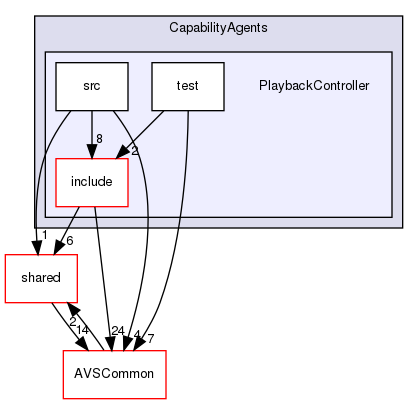 CapabilityAgents
src
test
PlaybackController
8
2
include
1
6
shared
24
4
7
2
14
AVSCommon